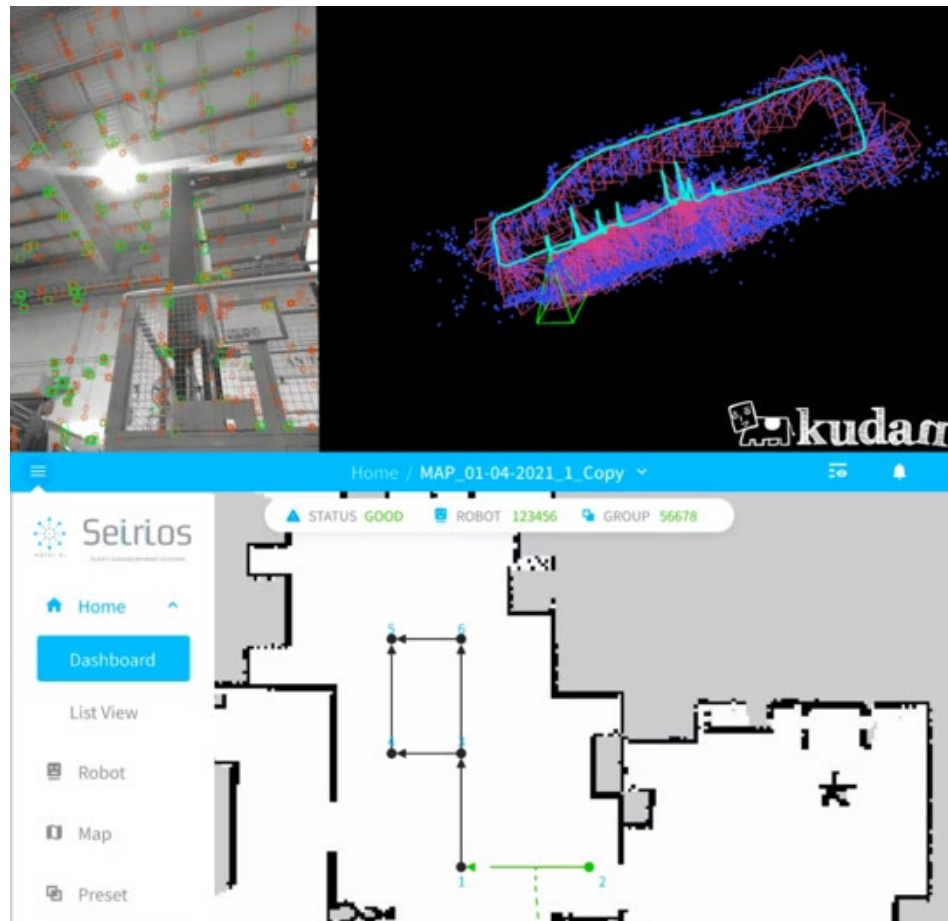 kudan
Home / MAP_01-04-2021_1_Copy
STATUS GOOD ROBOT 123456 GROUP 56678
Seirios
Home
Dashboard
List View
Robot
Map
Preset
5 6
4 3
1 2